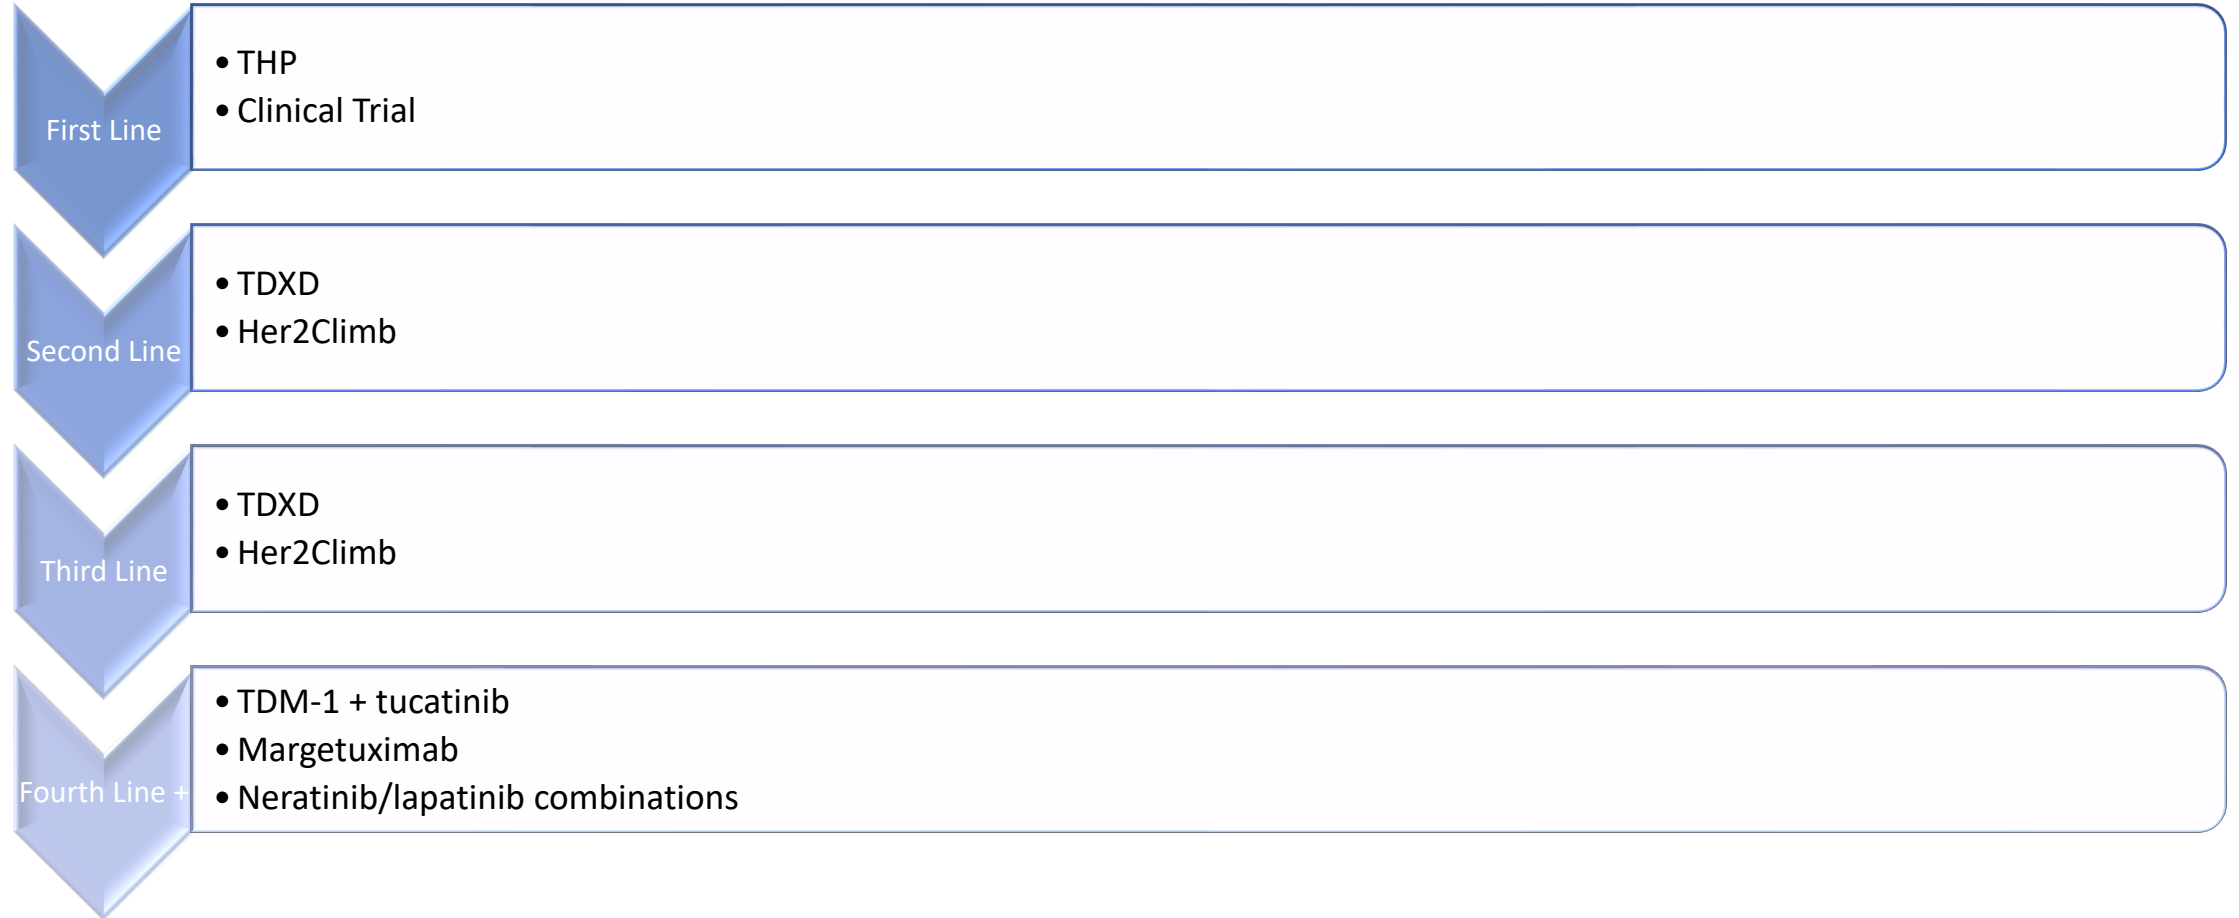 First Line
• THP
• Clinical Trial
Second Line
• TDXD
• Her2Climb
Third Line
• TDXD
• Her2Climb
Fourth Line +
• TDM-1 + tucatinib
• Margetuximab
• Neratinib/lapatinib combinations